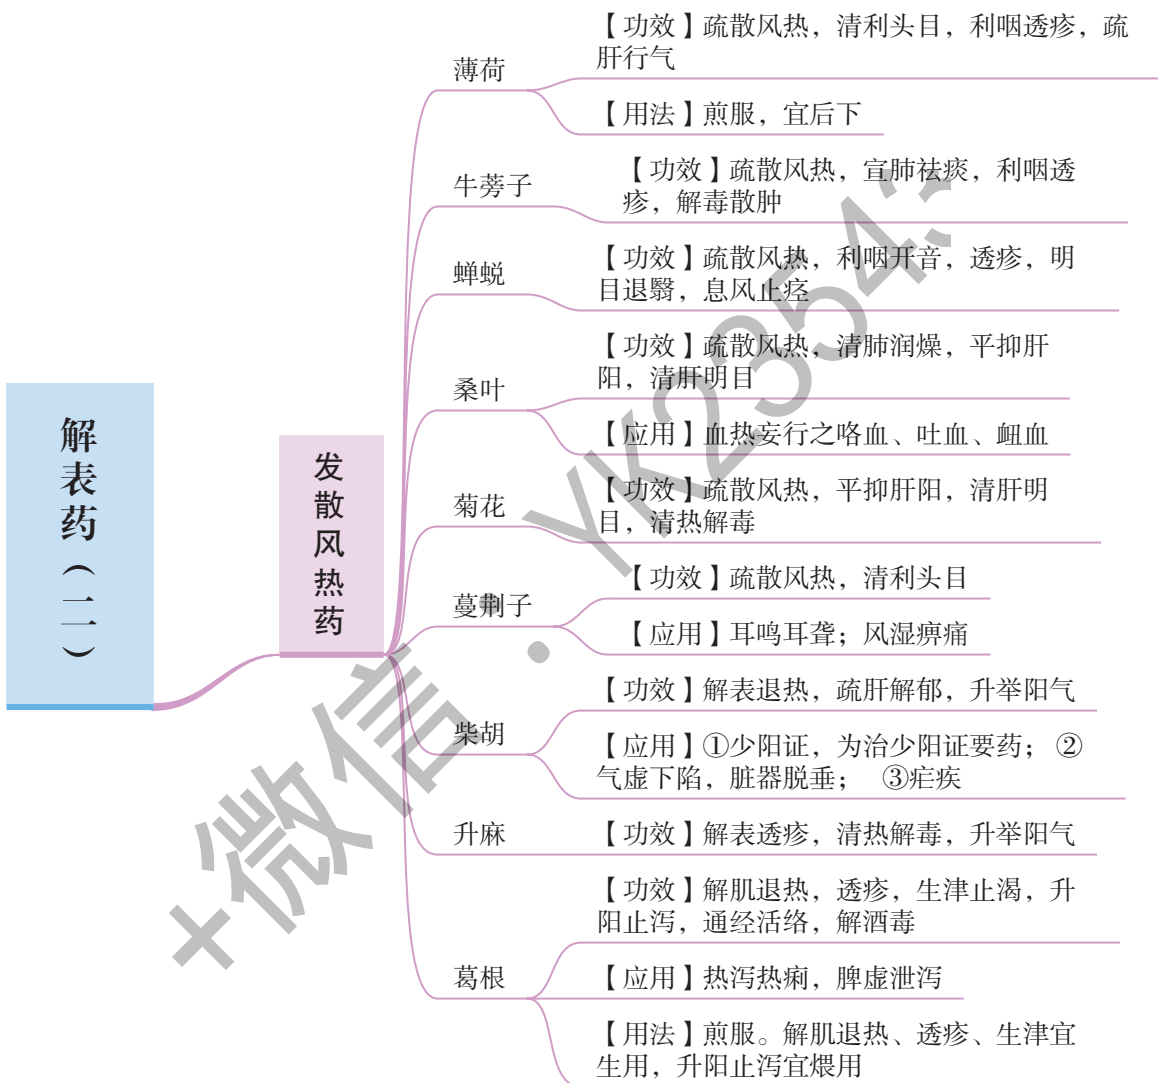 解表药（二）
发散风热药
薄荷
【功效】疏散风热，清利头目，利咽透疹，疏
肝行气
【用法】煎服，宜后下
牛蒡子
【功效】疏散风热，宣肺祛痰，利咽透
疹，解毒散肿
蝉蜕
【功效】疏散风热，利咽开音，透疹，明
目退翳，息风止痉
桑叶
【功效】疏散风热，清肺润燥，平抑肝
阳，清肝明目
【应用】血热妄行之咯血、吐血、衄血
菊花
【功效】疏散风热，平抑肝阳，清肝明
目，清热解毒
蔓荆子
【功效】疏散风热，清利头目
【应用】耳鸣耳聋；风湿痹痛
柴胡
【功效】解表退热，疏肝解郁，升举阳气
【应用】①少阳证，为治少阳证要药； ②
气虚下陷，脏器脱垂； ③疟疾
升麻
【功效】解表透疹，清热解毒，升举阳气
葛根
【功效】解肌退热，透疹，生津止渴，升
阳止泻，通经活络，解酒毒
【应用】热泻热痢，脾虚泄泻
【用法】煎服。解肌退热、透疹、生津宜
生用，升阳止泻宜煨用
+微信·YK23543